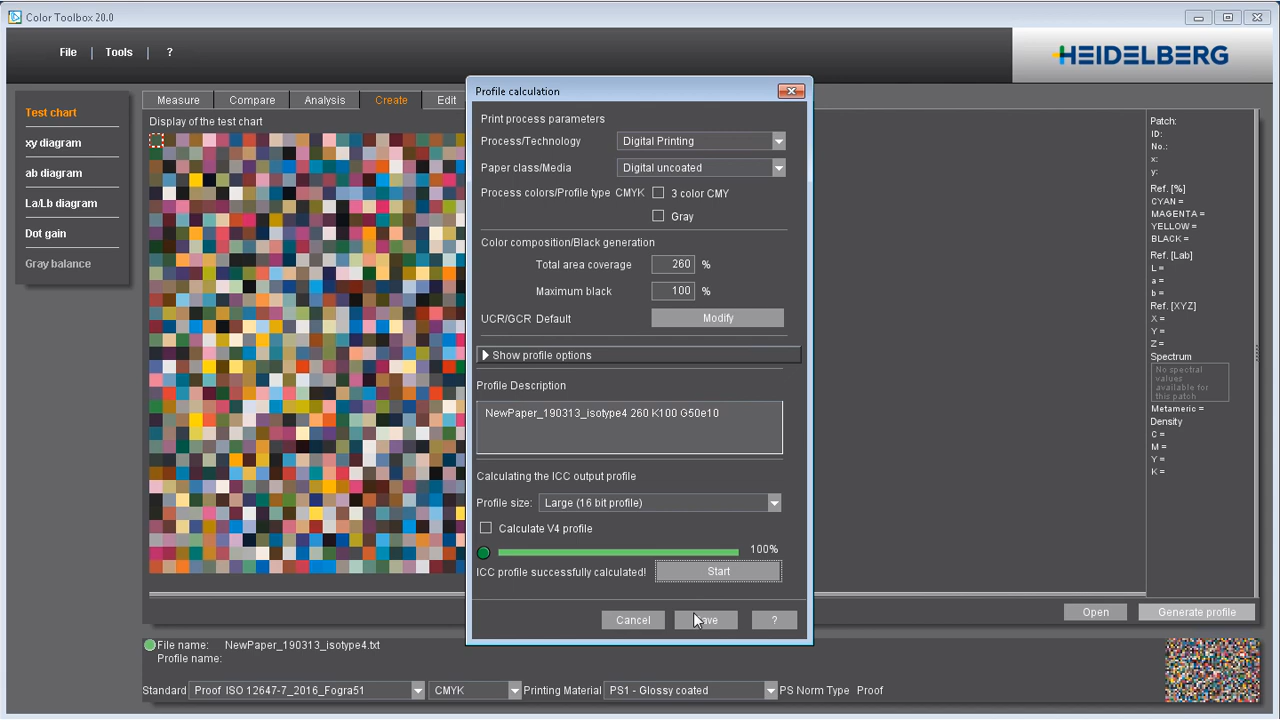 Color Toolbox 20.0
File | Tools | ?
HEIDELBERG
Test chart
xy diagram
ab diagram
La/Lb diagram
Dot gain
Gray balance
Measure
Compare
Analysis
Create
Edit
Display of the test chart
Profile calculation
Print process parameters
Process/Technology Digital Printing
Paper class/Media Digital uncoated
Process colors/Profile type CMYK 3 color CMY
Gray
Color composition/Black generation
Total area coverage 260 %
Maximum black 100 %
UCR/GCR Default Modify
Show profile options
Profile Description
NewPaper_190313_isotype4 260 K100 G50e10
Calculating the ICC output profile
Profile size: Large (16 bit profile)
Calculate V4 profile
100%
ICC profile successfully calculated! Start
Cancel
?
Patch:
ID:
No.:
x:
y:
Ref. [%]
CYAN =
MAGENTA =
YELLOW =
BLACK =
Ref. [Lab]
L =
a =
b =
Ref. [XYZ]
X =
Y =
Z =
Spectrum
No spectral
values
available for
this patch
Metameric =
Density
C =
M =
Y =
K =
Open
Generate profile
File name: NewPaper_190313_isotype4.txt
Profile name:
Standard Proof ISO 12647-7_2016_Fogra51 CMYK Printing Material PS1 - Glossy coated PS Norm Type Proof